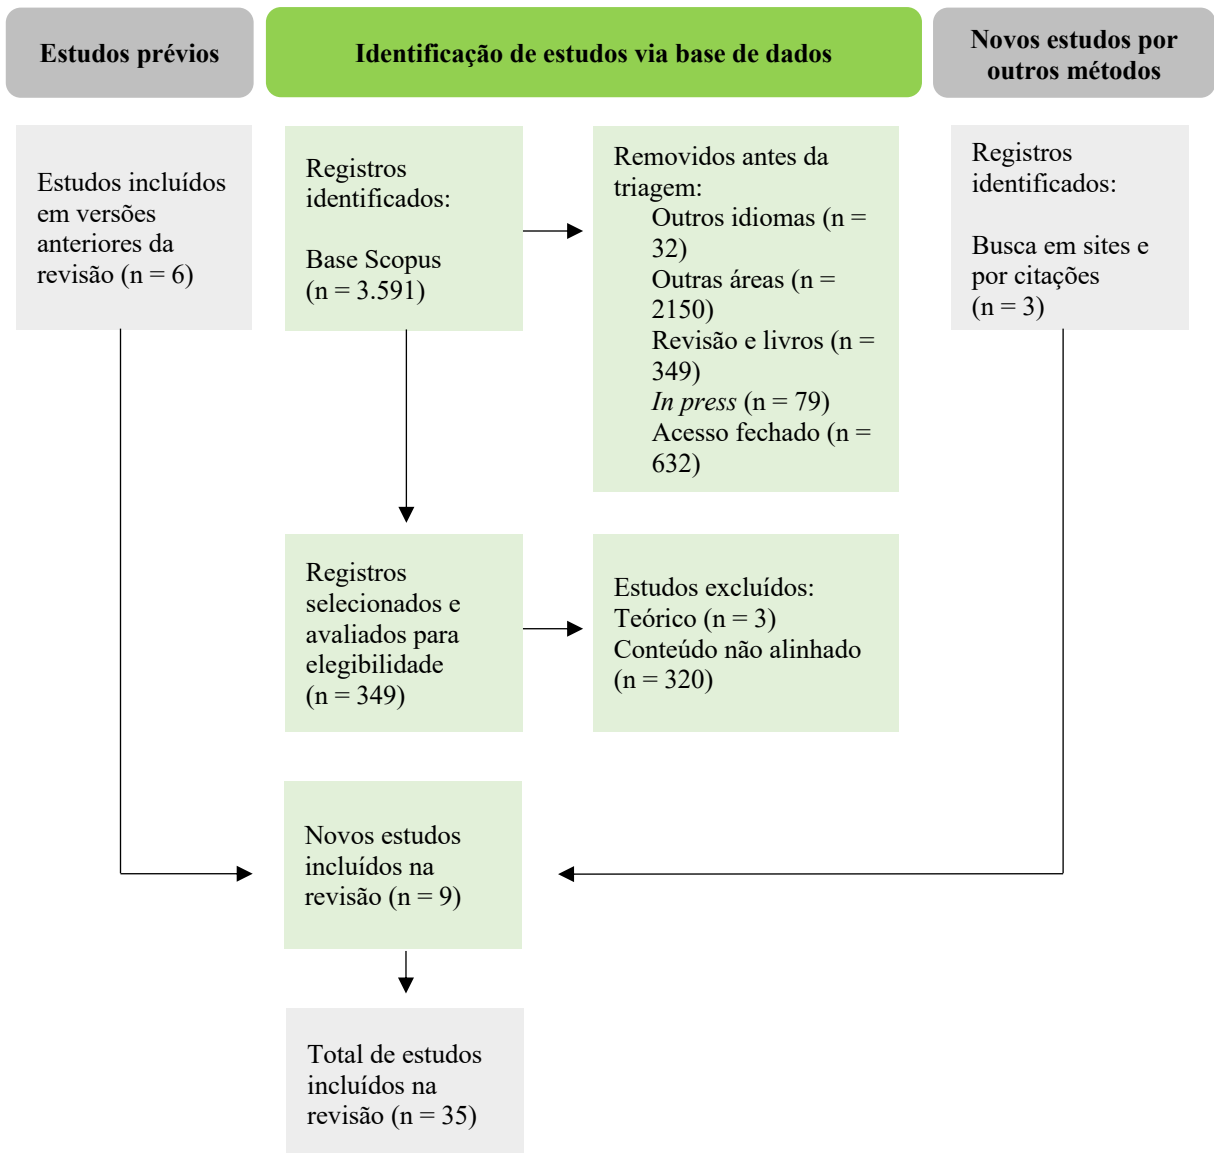 Estudos prévios
Identificação de estudos via base de dados
Novos estudos por
outros métodos
Estudos incluídos
em versões
anteriores da
revisão (n = 6)
Registros
identificados:
Base Scopus
(n = 3.591)
Removidos antes da
triagem:
Outros idiomas (n =
32)
Outras áreas (n =
2150)
Revisão e livros (n =
349)
In press (n = 79)
Acesso fechado (n =
632)
Registros
identificados:
Busca em sites e
por citações
(n = 3)
Registros
selecionados e
avaliados para
elegibilidade
(n = 349)
Estudos excluídos:
Teórico (n = 3)
Conteúdo não alinhado
(n = 320)
Novos estudos
incluídos na
revisão (n = 9)
Total de estudos
incluídos na
revisão (n = 35)